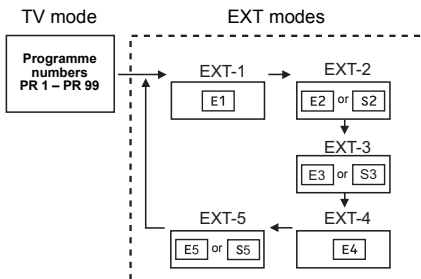 TV mode
EXT modes
Programme
numbers
PR 1 – PR 99
EXT-1
E1
EXT-2
E2 or S2
EXT-3
E3 or S3
EXT-5
E5 or S5
EXT-4
E4